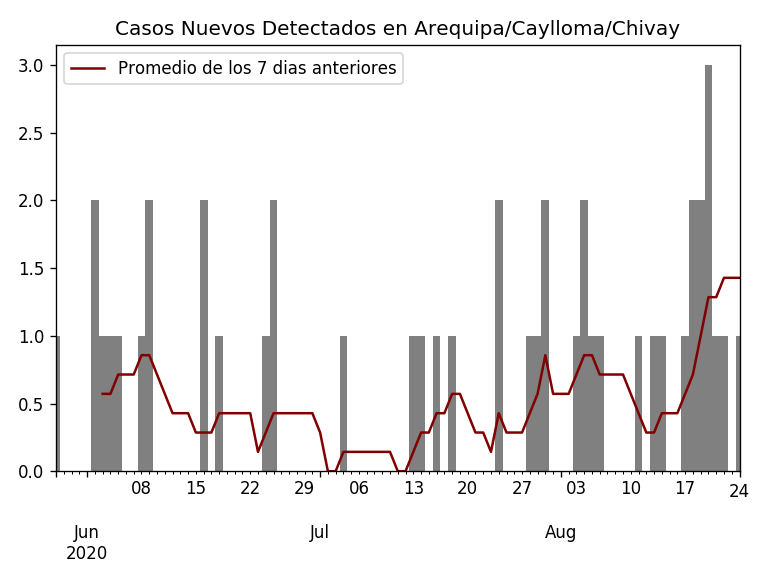 Casos Nuevos Detectados en Arequipa/Caylloma/Chivay
Promedio de los 7 dias anteriores
3.0
2.5
2.0
1.5
1.0
0.5
0.0
08 15 22 29 06 13 20 27 03 10 17 24
Jun Jul Aug
2020